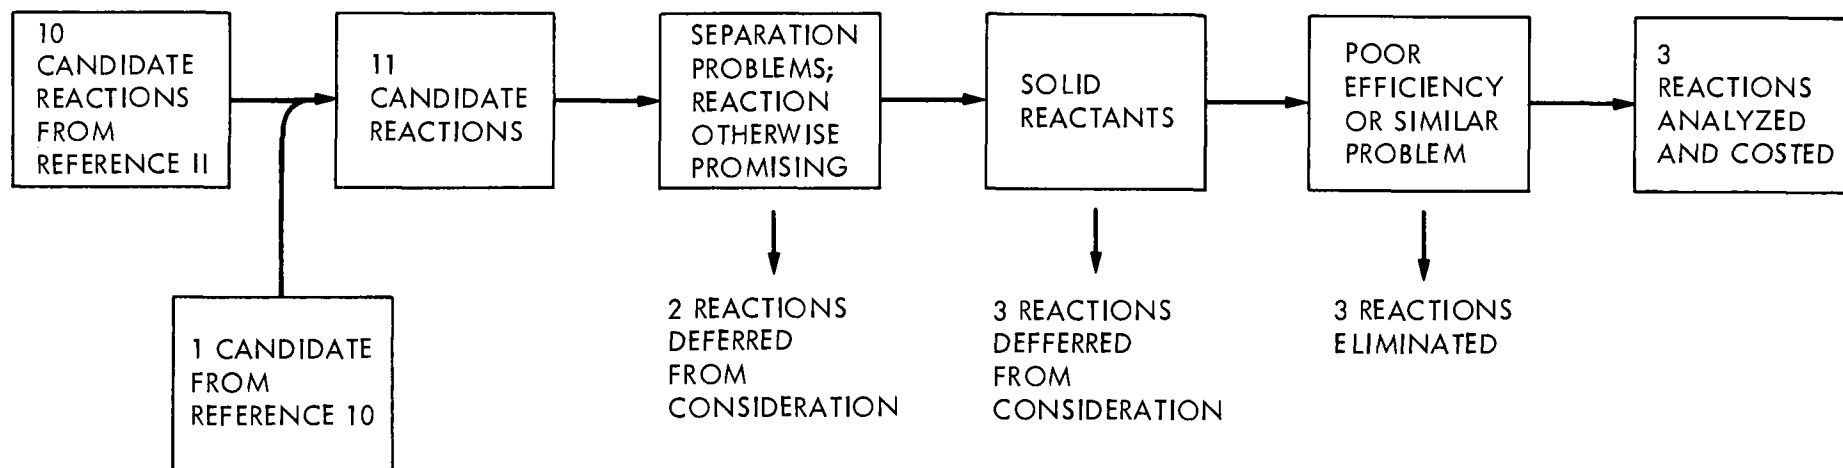 10
CANDIDATE
REACTIONS
FROM
REFERENCE 11
1 CANDIDATE
FROM
REFERENCE 10
11
CANDIDATE
REACTIONS
SEPARATION
PROBLEMS;
REACTION
OTHERWISE
PROMISING
2 REACTIONS
DEFERRED
FROM
CONSIDERATION
SOLID
REACTANTS
3 REACTIONS
DEFFERRED
FROM
CONSIDERATION
POOR
EFFICIENCY
OR SIMILAR
PROBLEM
3 REACTIONS
ELIMINATED
3
REACTIONS
ANALYZED
AND COSTED